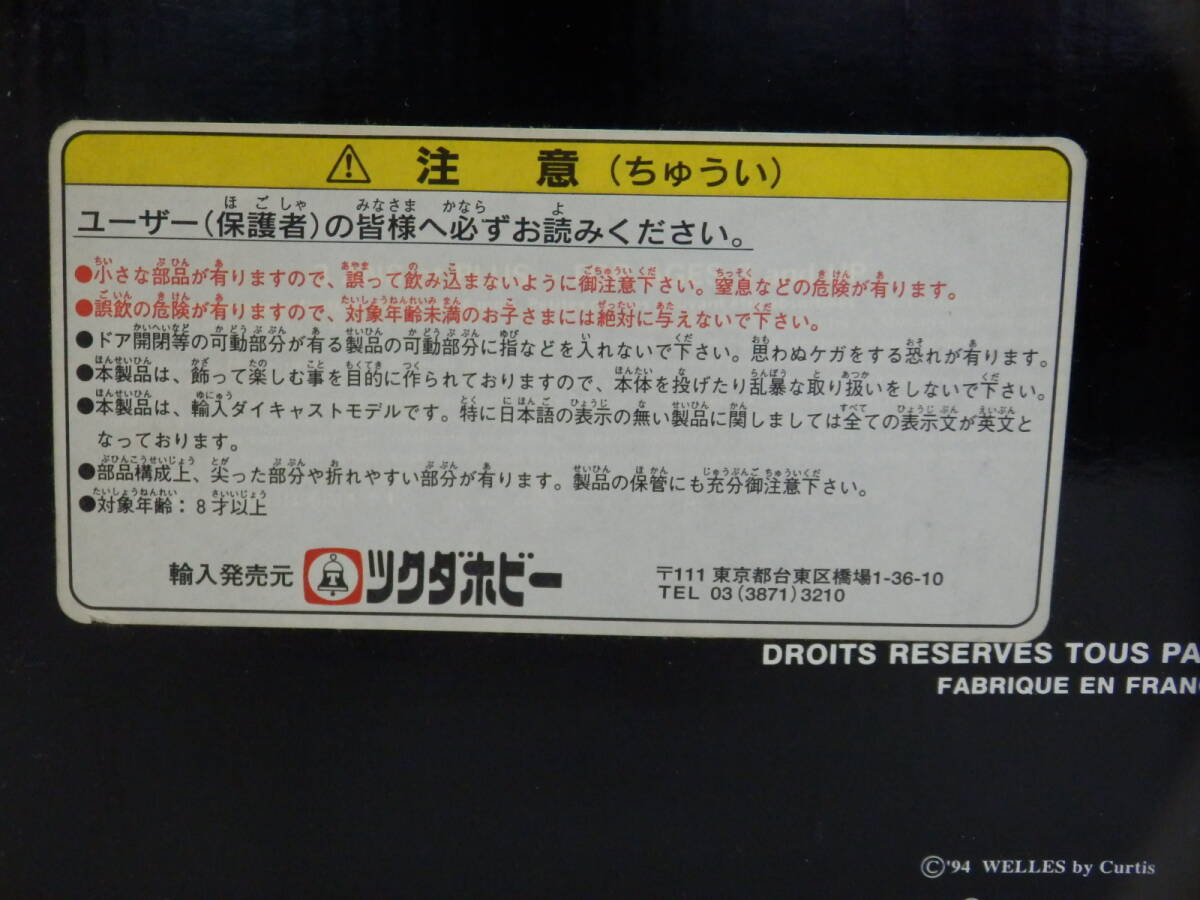 ⚠ 注意(ちゅうい)
ユーザー(保護者)の皆様へ必ずお読みください。
●小さな部品が有りますので、誤って飲み込まないように御注意下さい。窒息などの危険が有ります。
●誤飲の危険が有りますので、対象年齢未満のお子さまには絶対に与えないで下さい。
●ドア開閉等の可動部分が有る製品の可動部分に指などを入れないで下さい。思わぬケガをする恐れが有ります。
●本製品は、飾って楽しむ事を目的に作られておりますので、本体を投げたり乱暴な取り扱いをしないで下さい。
●本製品は、輸入ダイキャストモデルです。特に日本語の表示の無い製品に関しましては全ての表示文が英文と
なっております。
●部品構成上、尖った部分や折れやすい部分が有ります。製品の保管にも充分御注意下さい。
●対象年齢：8才以上
輸入発売元 T ツクダホビー
〒111 東京都台東区橋場1-36-10
TEL 03(3871)3210
DROITS RESERVES TOUS PA
FABRIQUE EN FRANC
©'94 WELLES by Curtis